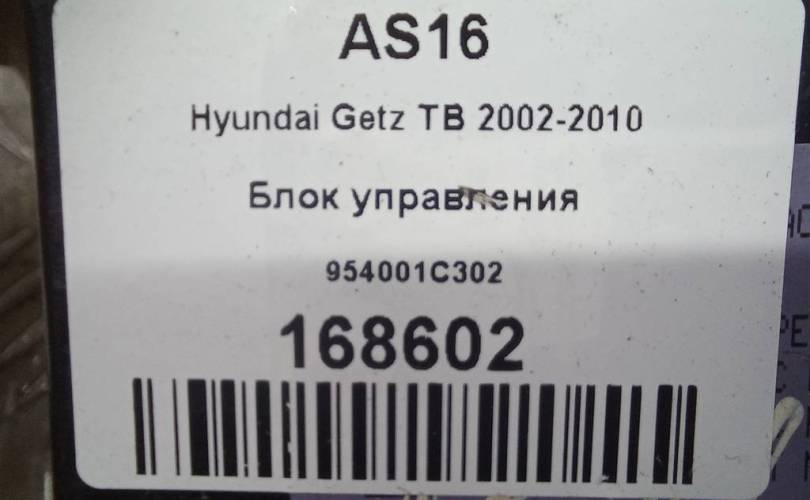 AS16
Hyundai Getz TB 2002-2010
Блок управления
954001C302
168602